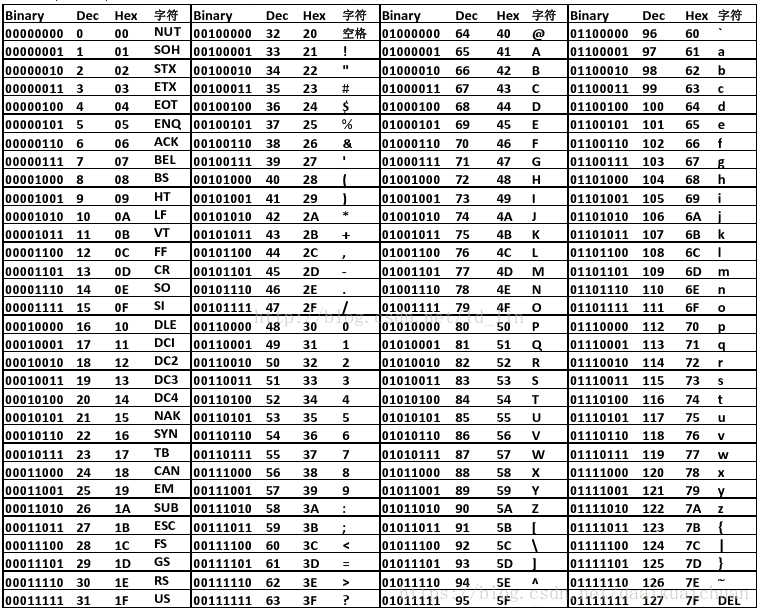 Binary Dec Hex 字符 Binary Dec Hex 字符 Binary Dec Hex 字符 Binary Dec Hex 字符
00000000 0 00 NUT 00100000 32 20 空格 01000000 64 40 @ 01100000 96 60 `
00000001 1 01 SOH 00100001 33 21 ! 01000001 65 41 A 01100001 97 61 a
00000010 2 02 STX 00100010 34 22 " 01000010 66 42 B 01100010 98 62 b
00000011 3 03 ETX 00100011 35 23 # 01000011 67 43 C 01100011 99 63 c
00000100 4 04 EOT 00100100 36 24 $ 01000100 68 44 D 01100100 100 64 d
00000101 5 05 ENQ 00100101 37 25 % 01000101 69 45 E 01100101 101 65 e
00000110 6 06 ACK 00100110 38 26 & 01000110 70 46 F 01100110 102 66 f
00000111 7 07 BEL 00100111 39 27 ' 01000111 71 47 G 01100111 103 67 g
00001000 8 08 BS 00101000 40 28 ( 01001000 72 48 H 01101000 104 68 h
00001001 9 09 HT 00101001 41 29 ) 01001001 73 49 I 01101001 105 69 i
00001010 10 0A LF 00101010 42 2A * 01001010 74 4A J 01101010 106 6A j
00001011 11 0B VT 00101011 43 2B + 01001011 75 4B K 01101011 107 6B k
00001100 12 0C FF 00101100 44 2C , 01001100 76 4C L 01101100 108 6C l
00001101 13 0D CR 00101101 45 2D - 01001101 77 4D M 01101101 109 6D m
00001110 14 0E SO 00101110 46 2E . 01001110 78 4E N 01101110 110 6E n
00001111 15 0F SI 00101111 47 2F / 01001111 79 4F O 01101111 111 6F o
00010000 16 10 DLE 00110000 48 30 0 01010000 80 50 P 01110000 112 70 p
00010001 17 11 DCI 00110001 49 31 1 01010001 81 51 Q 01110001 113 71 q
00010010 18 12 DC2 00110010 50 32 2 01010010 82 52 R 01110010 114 72 r
00010011 19 13 DC3 00110011 51 33 3 01010011 83 53 S 01110011 115 73 s
00010100 20 14 DC4 00110100 52 34 4 01010100 84 54 T 01110100 116 74 t
00010101 21 15 NAK 00110101 53 35 5 01010101 85 55 U 01110101 117 75 u
00010110 22 16 SYN 00110110 54 36 6 01010110 86 56 V 01110110 118 76 v
00010111 23 17 TB 00110111 55 37 7 01010111 87 57 W 01110111 119 77 w
00011000 24 18 CAN 00111000 56 38 8 01011000 88 58 X 01111000 120 78 x
00011001 25 19 EM 00111001 57 39 9 01011001 89 59 Y 01111001 121 79 y
00011010 26 1A SUB 00111010 58 3A : 01011010 90 5A Z 01111010 122 7A z
00011011 27 1B ESC 00111011 59 3B ; 01011011 91 5B [ 01111011 123 7B {
00011100 28 1C FS 00111100 60 3C < 01011100 92 5C \ 01111100 124 7C |
00011101 29 1D GS 00111101 61 3D = 01011101 93 5D ] 01111101 125 7D }
00011110 30 1E RS 00111110 62 3E > 01011110 94 5E ^ 01111110 126 7E ~
00011111 31 1F US 00111111 63 3F ? 01011111 95 5F 01111111 127 7F DEL